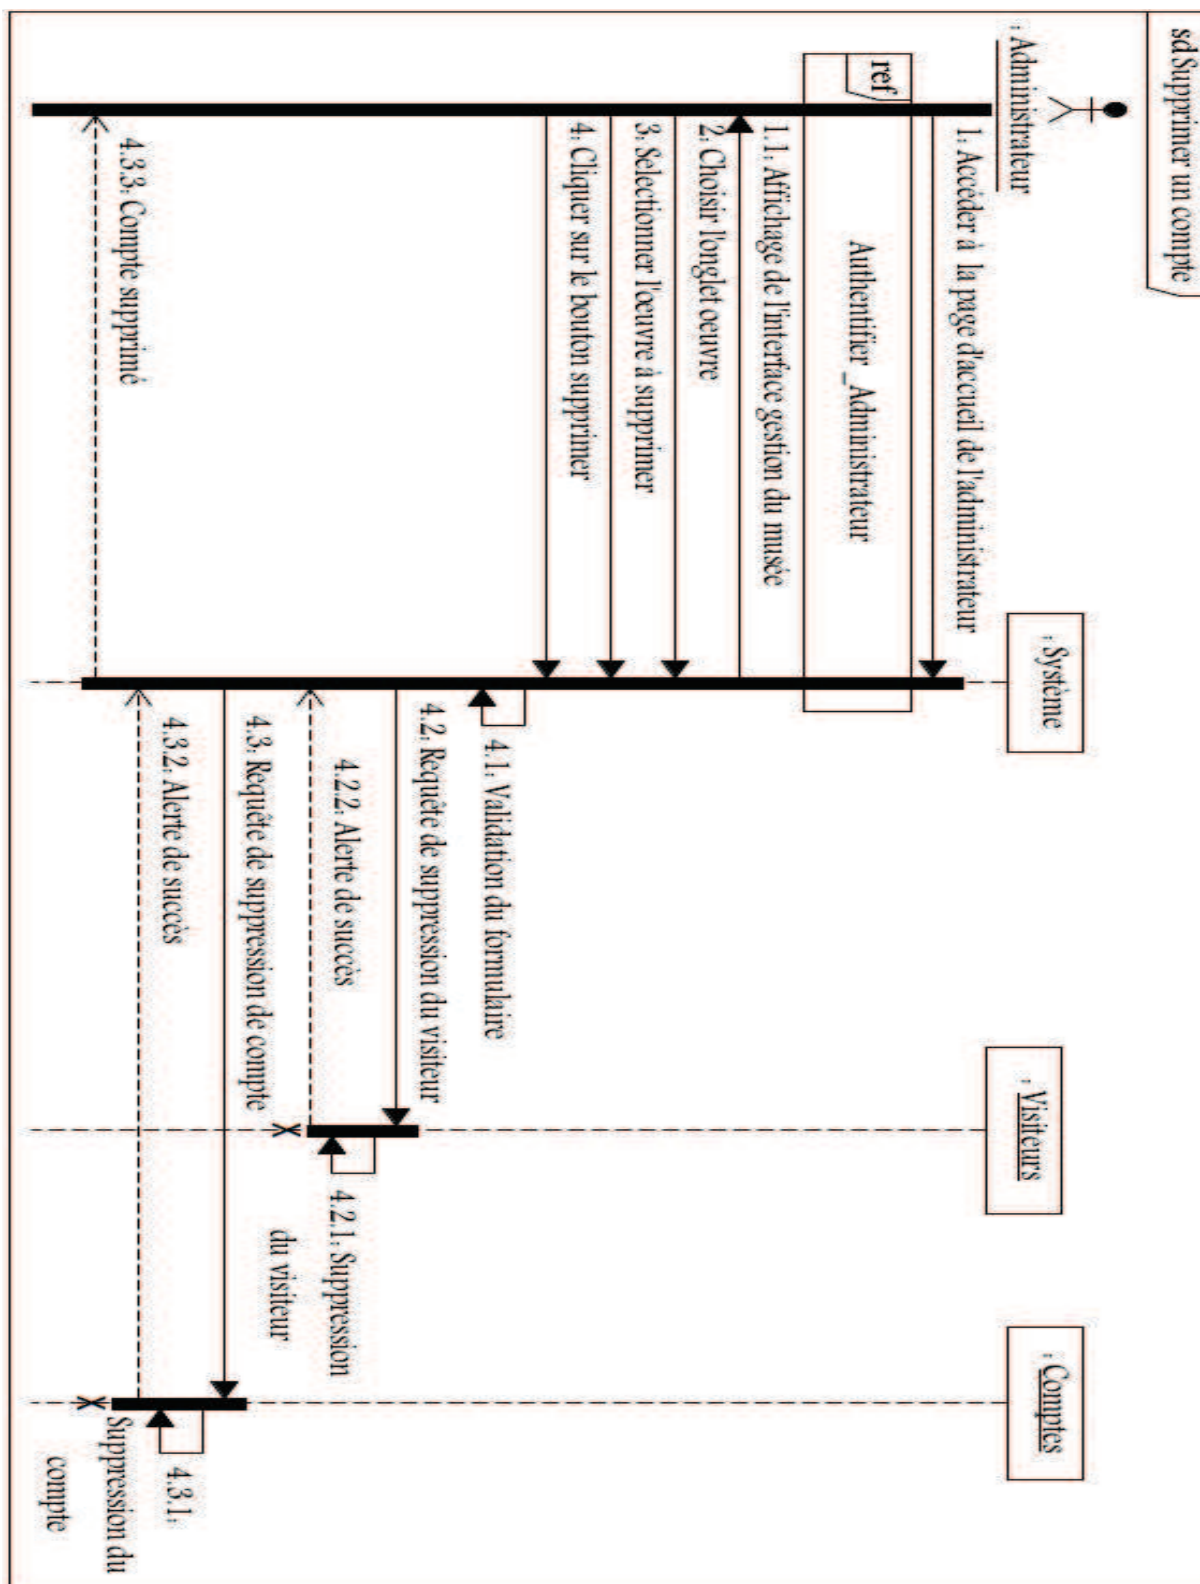 sd Supprimer un compte
: Administrateur
: Système
: Visiteurs
: Comptes
1: Accéder à la page d'accueil de l'administrateur
ref
Authentifier _Administrateur
1.1: Affichage de l'interface gestion du musée
2: Choisir l'onglet oeuvre
3: Selectionner l'œuvre à supprimer
4: Cliquer sur le bouton supprimer
4.1: Validation du formulaire
4.2: Requête de suppression du visiteur
4.2.1: Suppression
du visiteur
4.2.2: Alerte de succès
4.3: Requête de suppression de compte
4.3.1:
Suppression du
compte
4.3.2: Alerte de succès
4.3.3: Compte supprimé